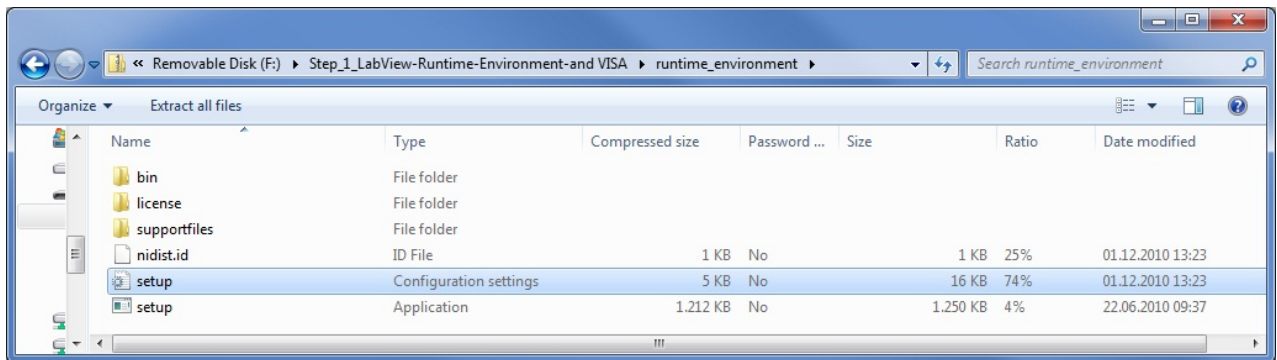 « Removable Disk (F:) ▸ Step_1_LabView-Runtime-Environment-and VISA ▸ runtime_environment ▸ Search runtime_environment
Organize Extract all files
Name Type Compressed size Password ... Size Ratio Date modified
bin File folder
license File folder
supportfiles File folder
nidist.id ID File 1 KB No 1 KB 25% 01.12.2010 13:23
setup Configuration settings 5 KB No 16 KB 74% 01.12.2010 13:23
setup Application 1.212 KB No 1.250 KB 4% 22.06.2010 09:37